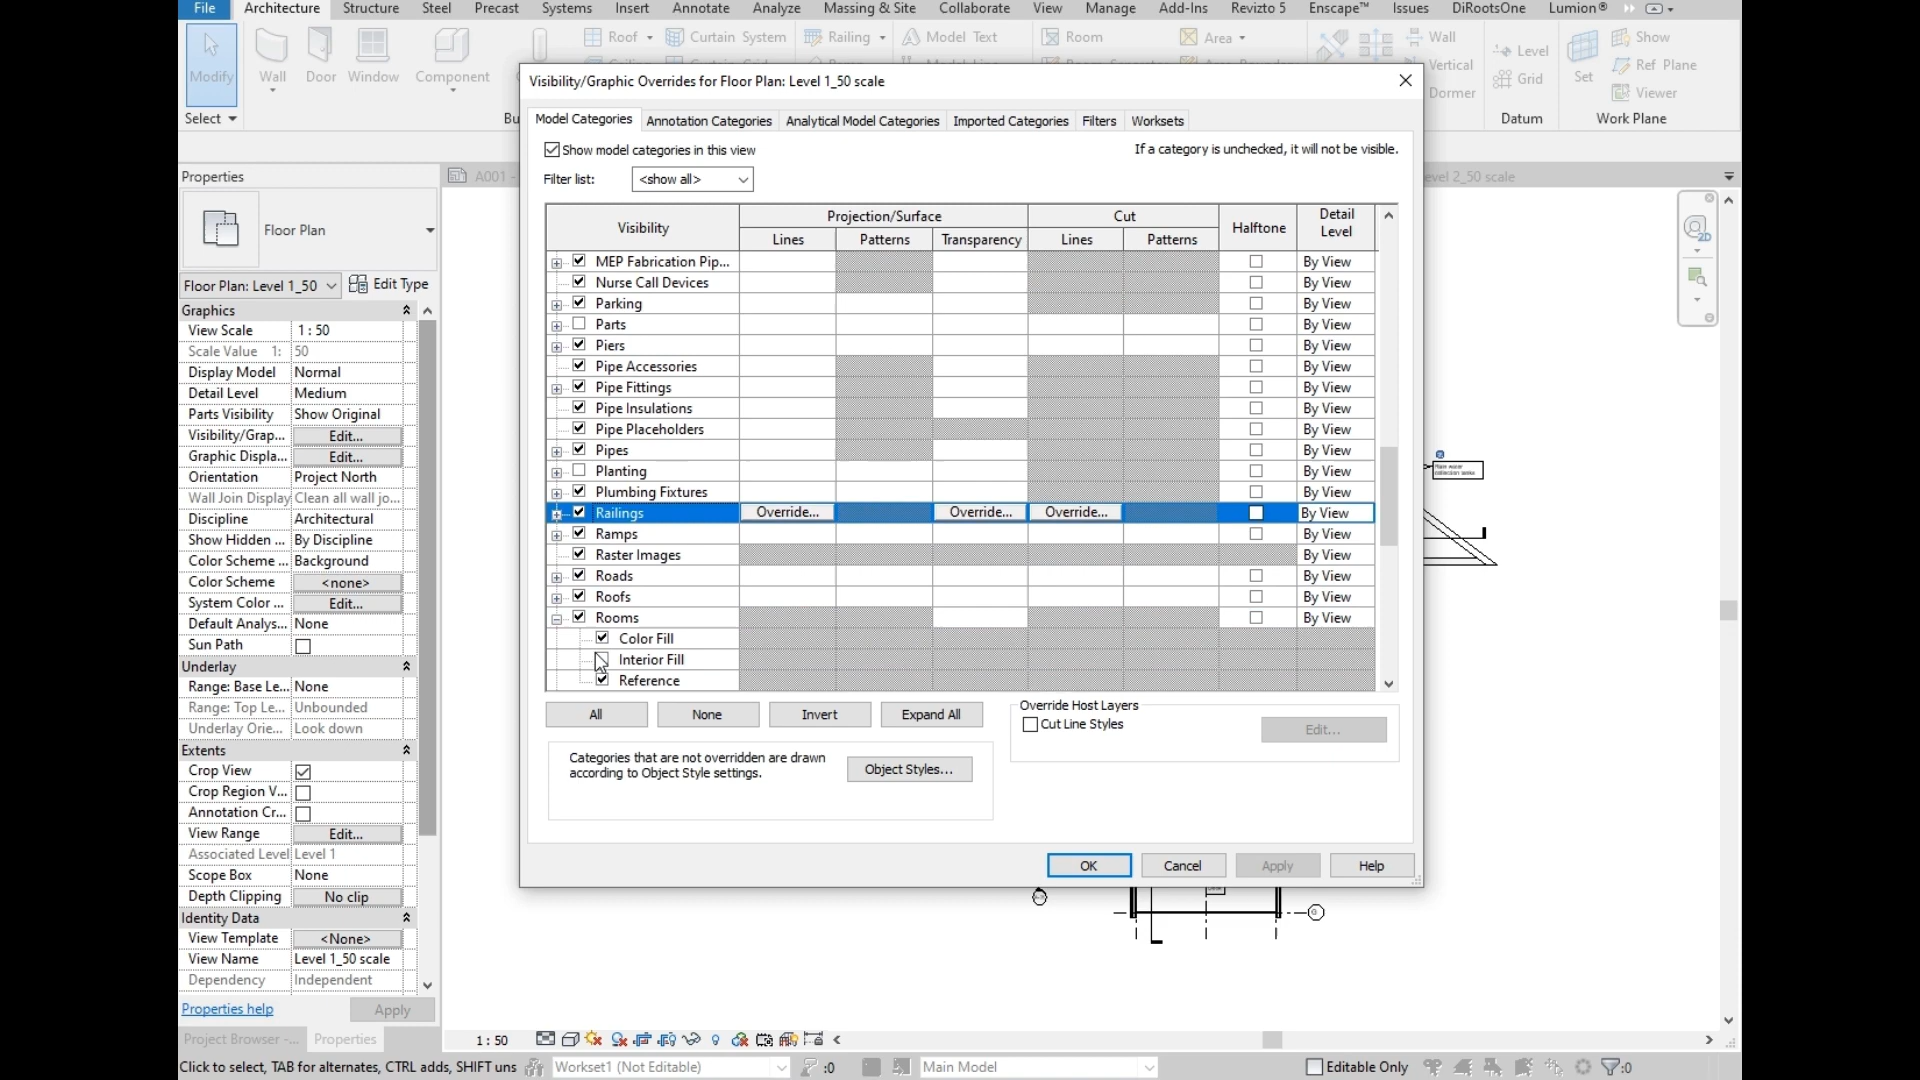 File Architecture Structure Steel Precast Systems Insert Annotate Analyze Massing & Site Collaborate View Manage Add-Ins Revizto 5 Enscape™ Issues DiRootsOne Lumion®
Modify Wall Door Window Component Roof Curtain System Railing Model Text Room Area Wall Vertical Dormer Level Grid Set Show Ref Plane Viewer
Select Datum Work Plane
Visibility/Graphic Overrides for Floor Plan: Level 1_50 scale
Model Categories Annotation Categories Analytical Model Categories Imported Categories Filters Worksets
Show model categories in this view If a category is unchecked, it will not be visible.
Filter list: <show all>
Visibility Projection/Surface Cut Halftone Detail Level
Lines Patterns Transparency Lines Patterns
MEP Fabrication Pip... By View
Nurse Call Devices By View
Parking By View
Parts By View
Piers By View
Pipe Accessories By View
Pipe Fittings By View
Pipe Insulations By View
Pipe Placeholders By View
Pipes By View
Planting By View
Plumbing Fixtures By View
Railings Override... Override... Override... By View
Ramps By View
Raster Images By View
Roads By View
Roofs By View
Rooms By View
Color Fill
Interior Fill
Reference
All None Invert Expand All
Override Host Layers
Cut Line Styles Edit...
Categories that are not overridden are drawn
according to Object Style settings.
Object Styles...
OK Cancel Apply Help
Properties
A001 -
evel 2_50 scale
Floor Plan
Floor Plan: Level 1_50 Edit Type
Graphics
View Scale 1 : 50
Scale Value 1: 50
Display Model Normal
Detail Level Medium
Parts Visibility Show Original
Visibility/Grap... Edit...
Graphic Displa... Edit...
Orientation Project North
Wall Join Display Clean all wall jo...
Discipline Architectural
Show Hidden ... By Discipline
Color Scheme ... Background
Color Scheme <none>
System Color ... Edit...
Default Analys... None
Sun Path
Underlay
Range: Base Le... None
Range: Top Le... Unbounded
Underlay Orie... Look down
Extents
Crop View
Crop Region V...
Annotation Cr...
View Range Edit...
Associated Level Level 1
Scope Box None
Depth Clipping No clip
Identity Data
View Template <None>
View Name Level 1_50 scale
Dependency Independent
Properties help Apply
Project Browser -... Properties
1 : 50
Click to select, TAB for alternates, CTRL adds, SHIFT uns Workset1 (Not Editable) :0 Main Model Editable Only :0
2D